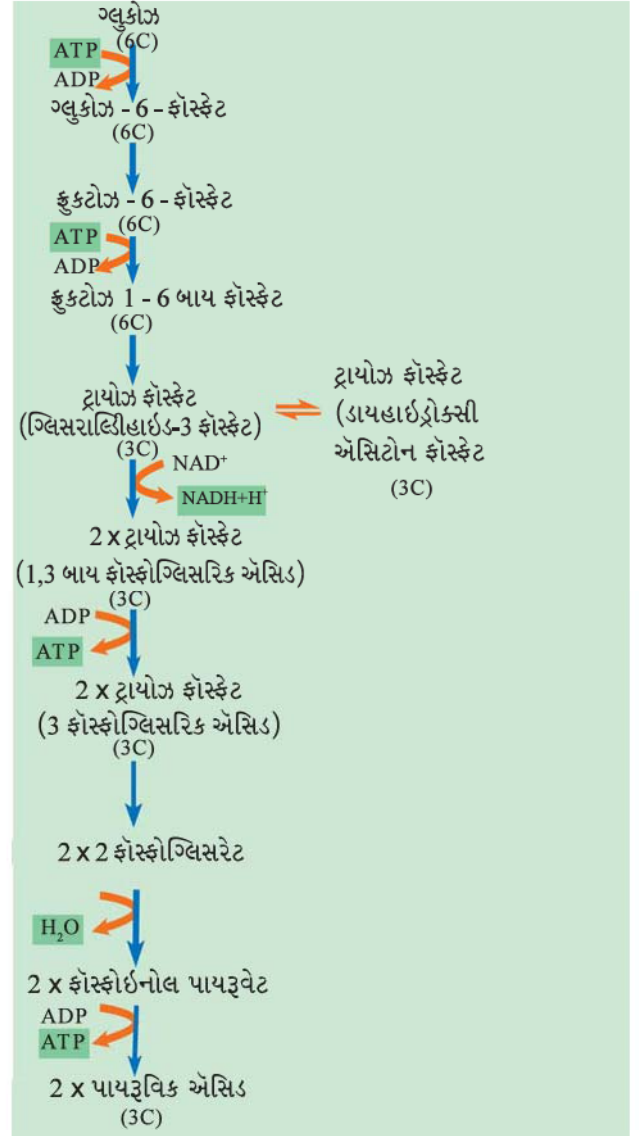 ગ્લુકોઝ
(6C)
ATP
ADP
ગ્લુકોઝ - 6 - ફૉસ્ફેટ
(6C)
ફ્રુક્ટોઝ - 6 - ફૉસ્ફેટ
(6C)
ATP
ADP
ફ્રુક્ટોઝ 1 - 6 બાય ફૉસ્ફેટ
(6C)
ટ્રાયોઝ ફૉસ્ફેટ
(ગ્લિસરાલ્ડિીહાઇડ-3 ફૉસ્ફેટ)
(3C)
ટ્રાયોઝ ફૉસ્ફેટ
(ડાયહાઇડ્રોક્સી
ઍસિટોન ફૉસ્ફેટ
(3C)
NAD⁺
NADH+H⁺
2 x ટ્રાયોઝ ફૉસ્ફેટ
(1,3 બાય ફૉસ્ફોગ્લિસરિક ઍસિડ)
(3C)
ADP
ATP
2 x ટ્રાયોઝ ફૉસ્ફેટ
(3 ફૉસ્ફોગ્લિસરિક ઍસિડ)
(3C)
2 x 2 ફૉસ્ફોગ્લિસરેટ
H₂O
2 x ફૉસ્ફોઇનોલ પાયરૂવેટ
ADP
ATP
2 x પાયરૂવિક ઍસિડ
(3C)